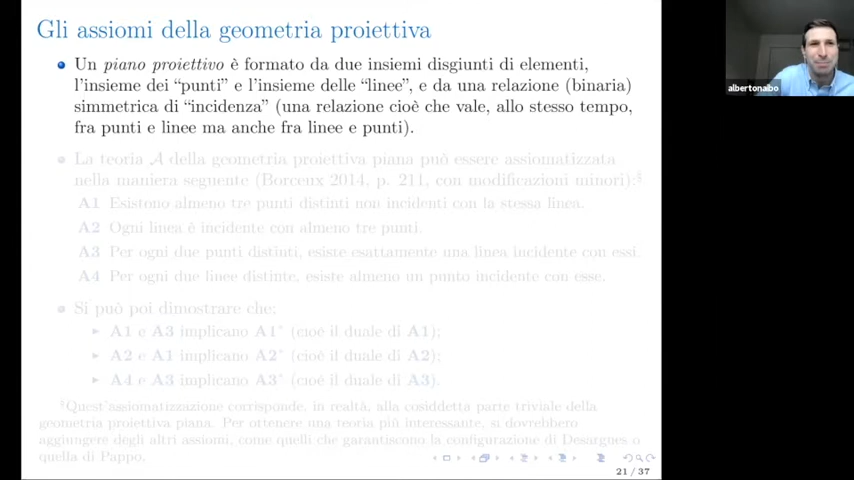 Gli assiomi della geometria proiettiva
Un piano proiettivo è formato da due insiemi disgiunti di elementi,
l'insieme dei “punti” e l'insieme delle “linee”, e da una relazione (binaria)
simmetrica di “incidenza” (una relazione cioè che vale, allo stesso tempo,
fra punti e linee ma anche fra linee e punti).
La teoria A della geometria proiettiva piana può essere assiomatizzata
nella maniera seguente (Borceux 2014, p. 211, con modificazioni minori):§
A1 Esistono almeno tre punti distinti non incidenti con la stessa linea.
A2 Ogni linea è incidente con almeno tre punti.
A3 Per ogni due punti distinti, esiste esattamente una linea incidente con essi.
A4 Per ogni due linee distinte, esiste almeno un punto incidente con esse.
Si può poi dimostrare che:
A1 e A3 implicano A1* (cioé il duale di A1);
A2 e A1 implicano A2* (cioé il duale di A2);
A4 e A3 implicano A3* (cioé il duale di A3).
§Quest'assiomatizzazione corrisponde, in realtà, alla cosiddetta parte triviale della
geometria proiettiva piana. Per ottenere una teoria più interessante, si dovrebbero
aggiungere degli altri assiomi, come quelli che garantiscono la configurazione di Desargues o
quella di Pappo.
21 / 37
albertonaibo